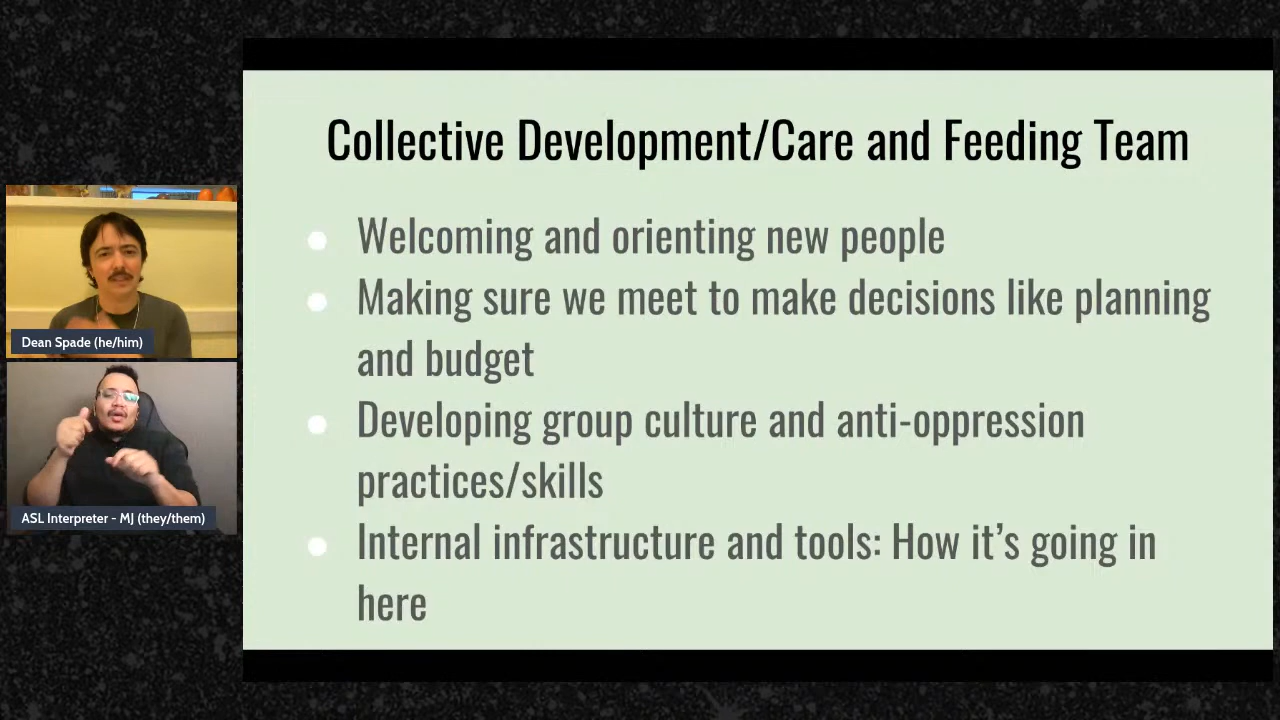 Collective Development/Care and Feeding Team
Welcoming and orienting new people
Making sure we meet to make decisions like planning
and budget
Developing group culture and anti-oppression
practices/skills
Internal infrastructure and tools: How it’s going in
here
Dean Spade (he/him)
ASL Interpreter - MJ (they/them)